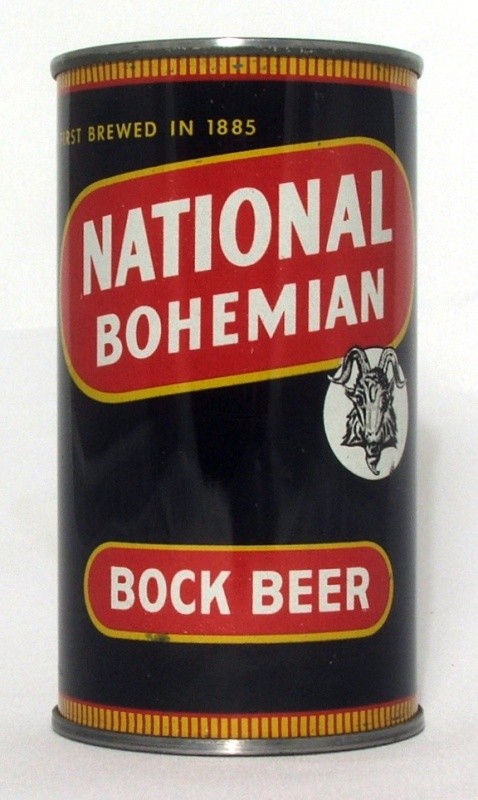 FIRST BREWED IN 1885
NATIONAL
BOHEMIAN
BOCK BEER